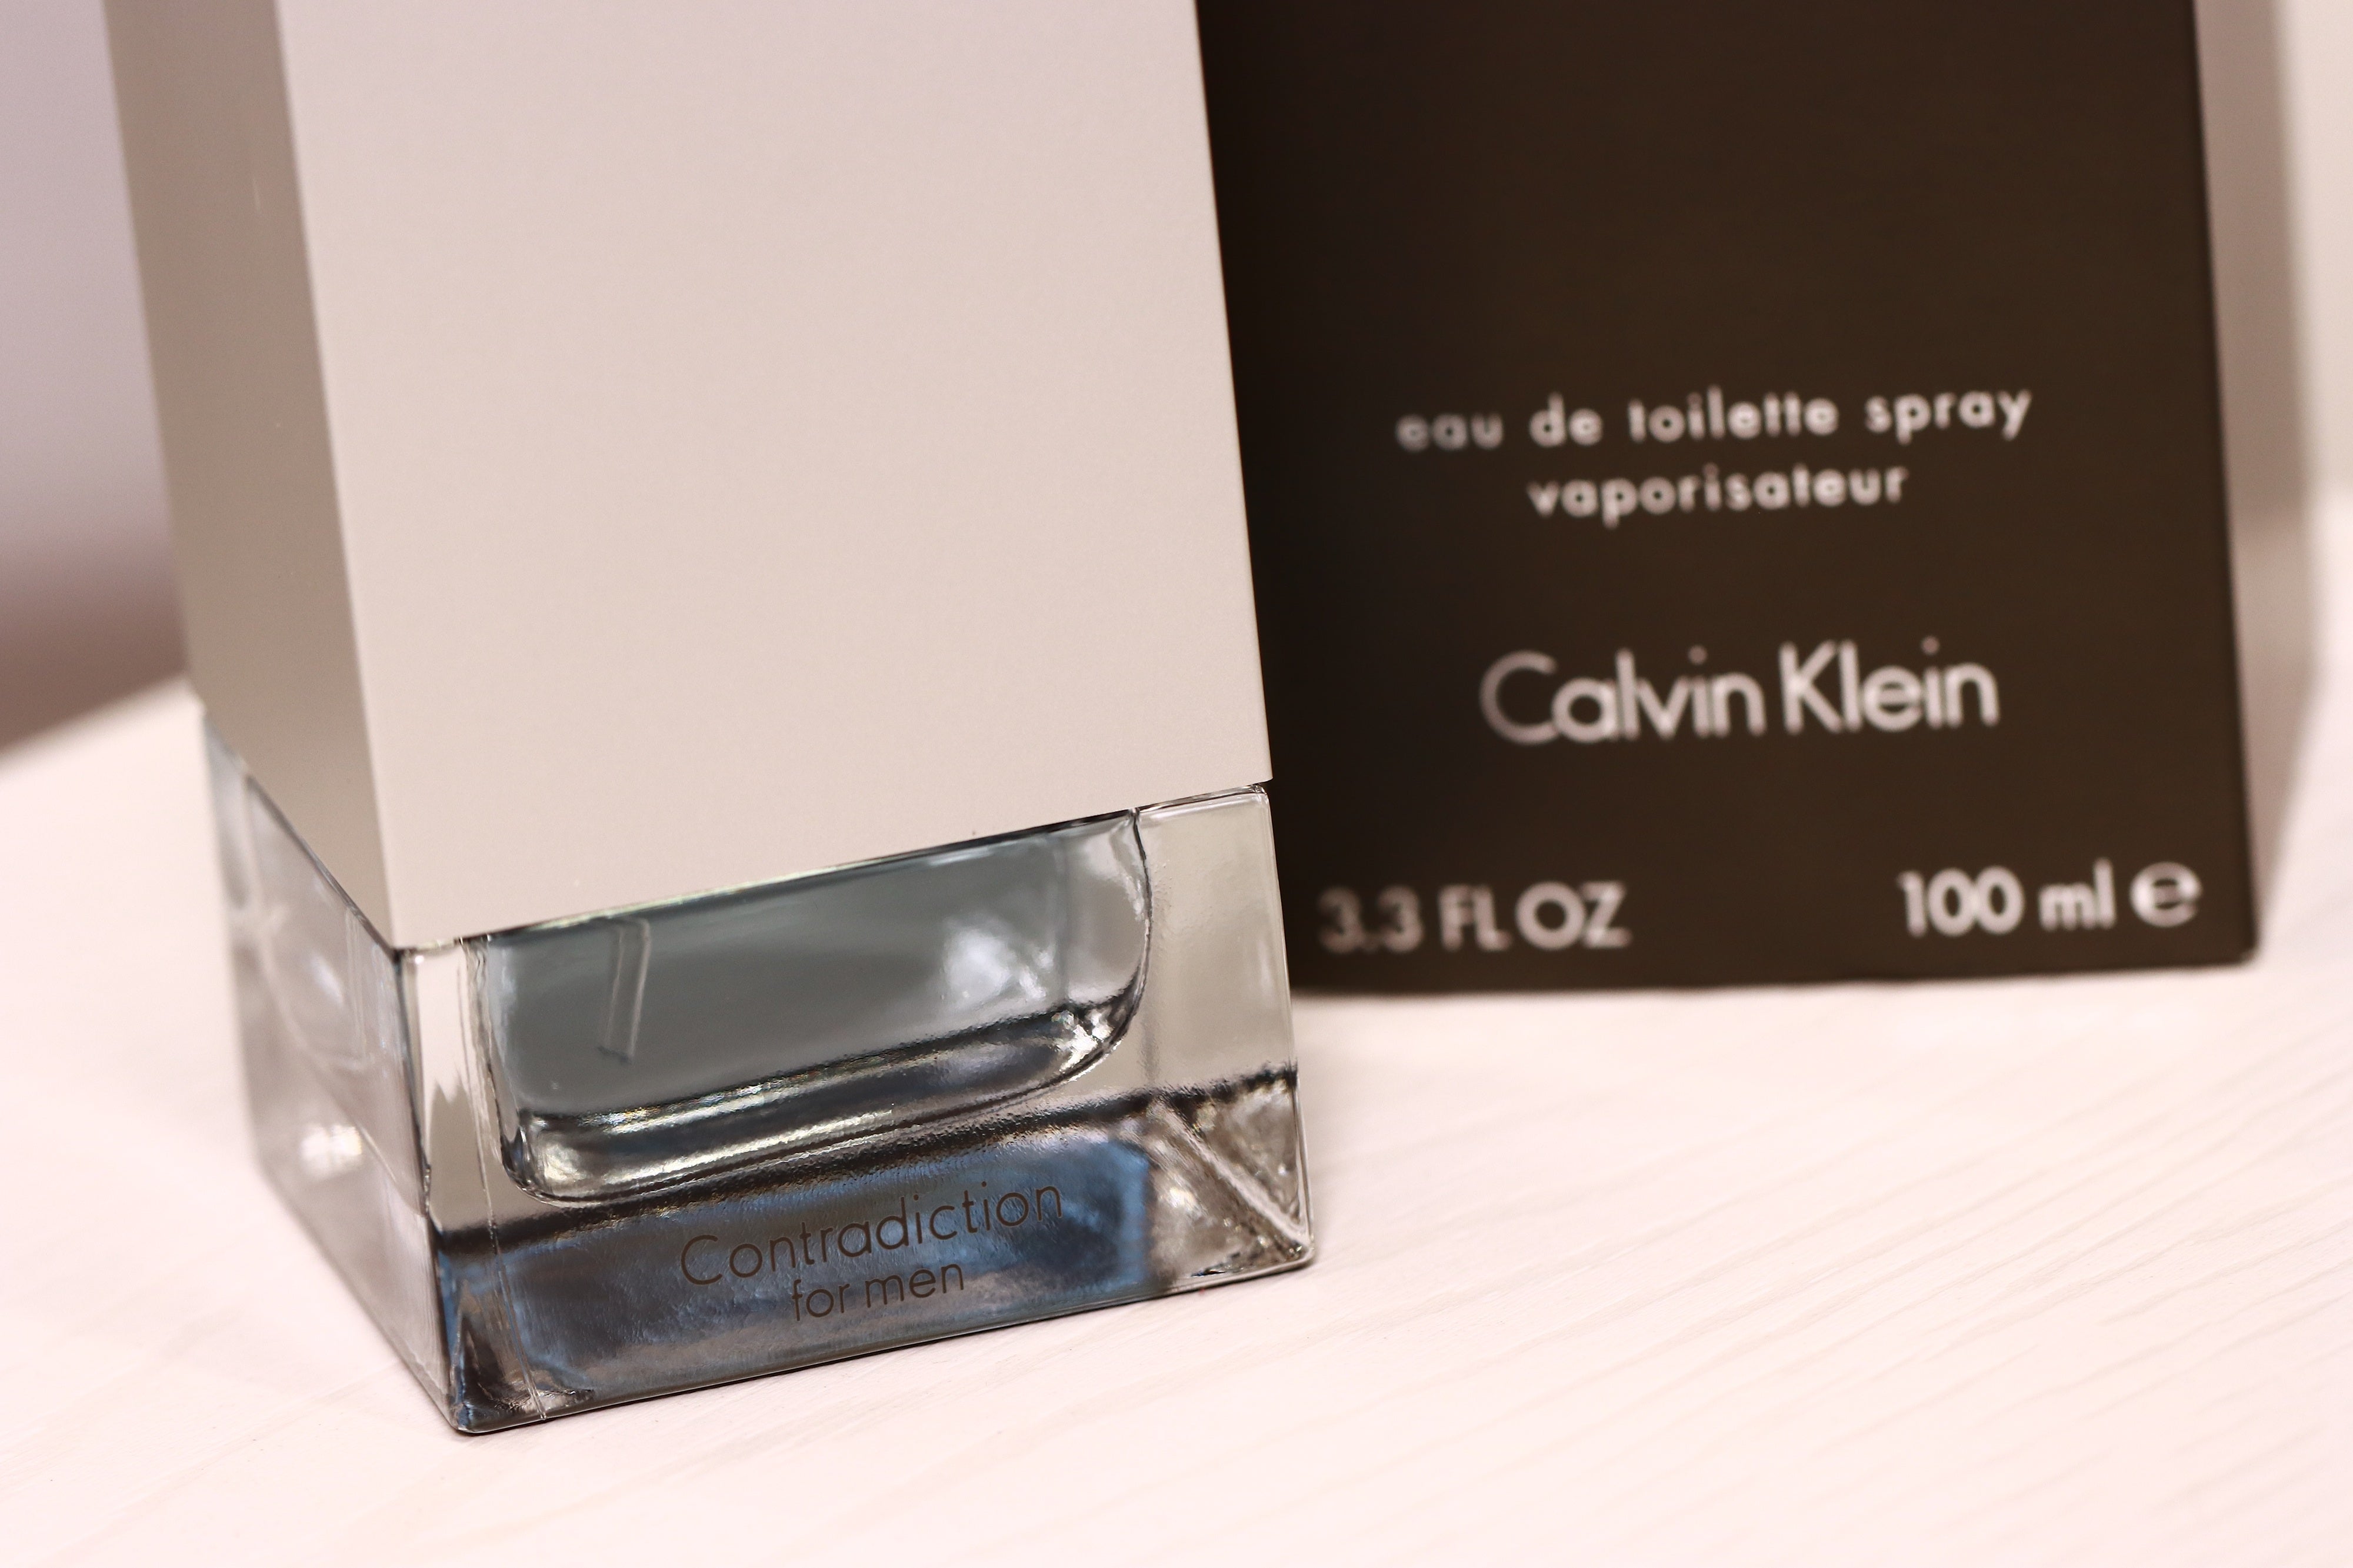 eau de toilette spray
vaporisateur
Calvin Klein
3.3 FL OZ 100 ml ℮
Contradiction
for men